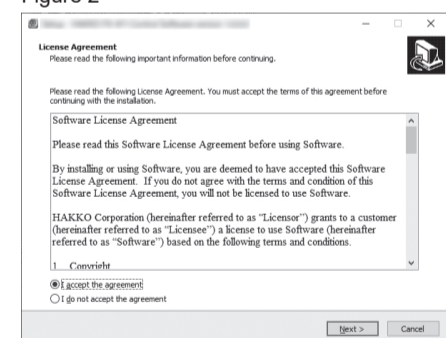 License Agreement
Please read the following important information before continuing.
Please read the following License Agreement. You must accept the terms of this agreement before
continuing with the installation.
Software License Agreement
Please read this Software License Agreement before using Software.
By installing or using Software, you are deemed to have accepted this Software
License Agreement. If you do not agree with the terms and condition of this
Software License Agreement, you will not be licensed to use Software.
HAKKO Corporation (hereinafter referred to as “Licensor”) grants to a customer
(hereinafter referred to as “Licensee”) a license to use Software (hereinafter
referred to as “Software”) based on the following terms and conditions.
1 Copyright
I accept the agreement
I do not accept the agreement
Next > Cancel